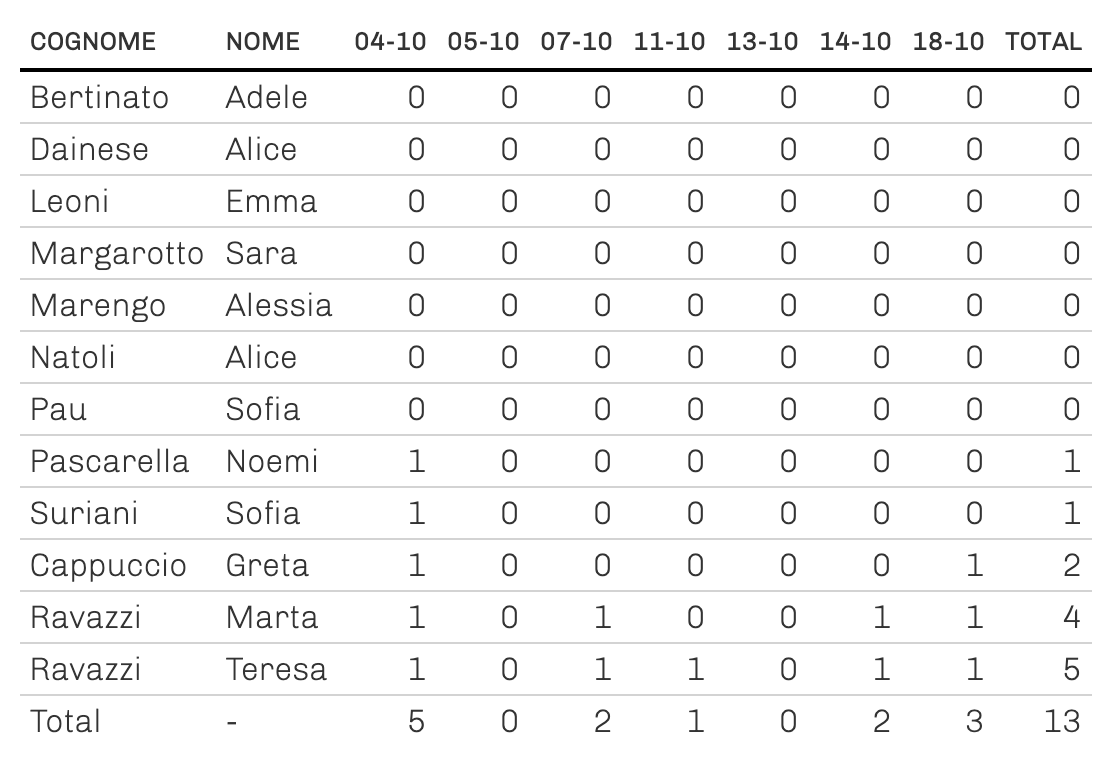 COGNOME NOME 04-10 05-10 07-10 11-10 13-10 14-10 18-10 TOTAL
Bertinato Adele 0 0 0 0 0 0 0 0
Dainese Alice 0 0 0 0 0 0 0 0
Leoni Emma 0 0 0 0 0 0 0 0
Margarotto Sara 0 0 0 0 0 0 0 0
Marengo Alessia 0 0 0 0 0 0 0 0
Natoli Alice 0 0 0 0 0 0 0 0
Pau Sofia 0 0 0 0 0 0 0 0
Pascarella Noemi 1 0 0 0 0 0 0 1
Suriani Sofia 1 0 0 0 0 0 0 1
Cappuccio Greta 1 0 0 0 0 0 1 2
Ravazzi Marta 1 0 1 0 0 1 1 4
Ravazzi Teresa 1 0 1 1 0 1 1 5
Total - 5 0 2 1 0 2 3 13